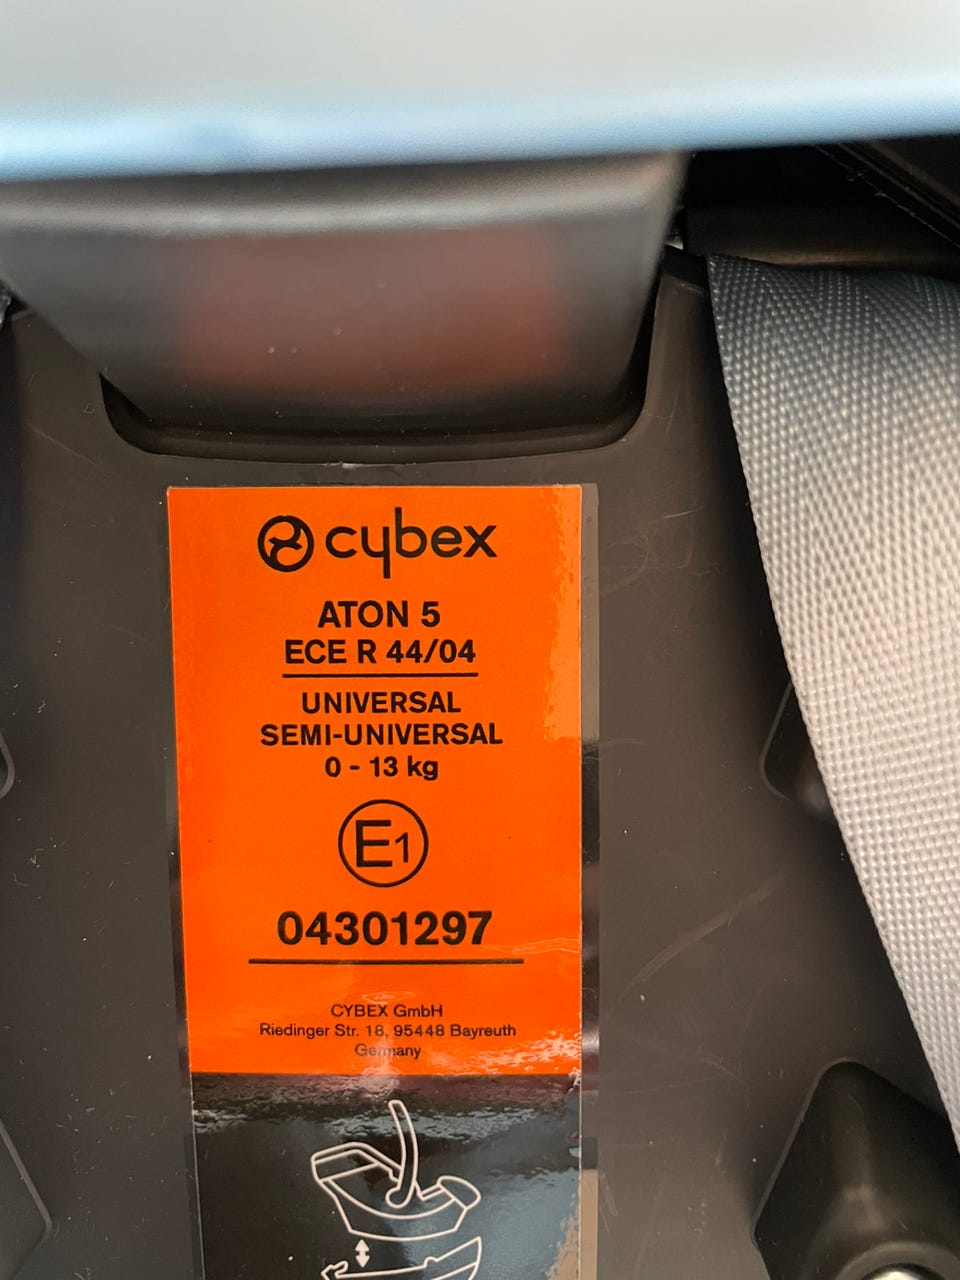 cybex
ATON 5
ECE R 44/04
UNIVERSAL
SEMI-UNIVERSAL
0 - 13 kg
E1
04301297
CYBEX GmbH
Riedinger Str. 18, 95448 Bayreuth
Germany